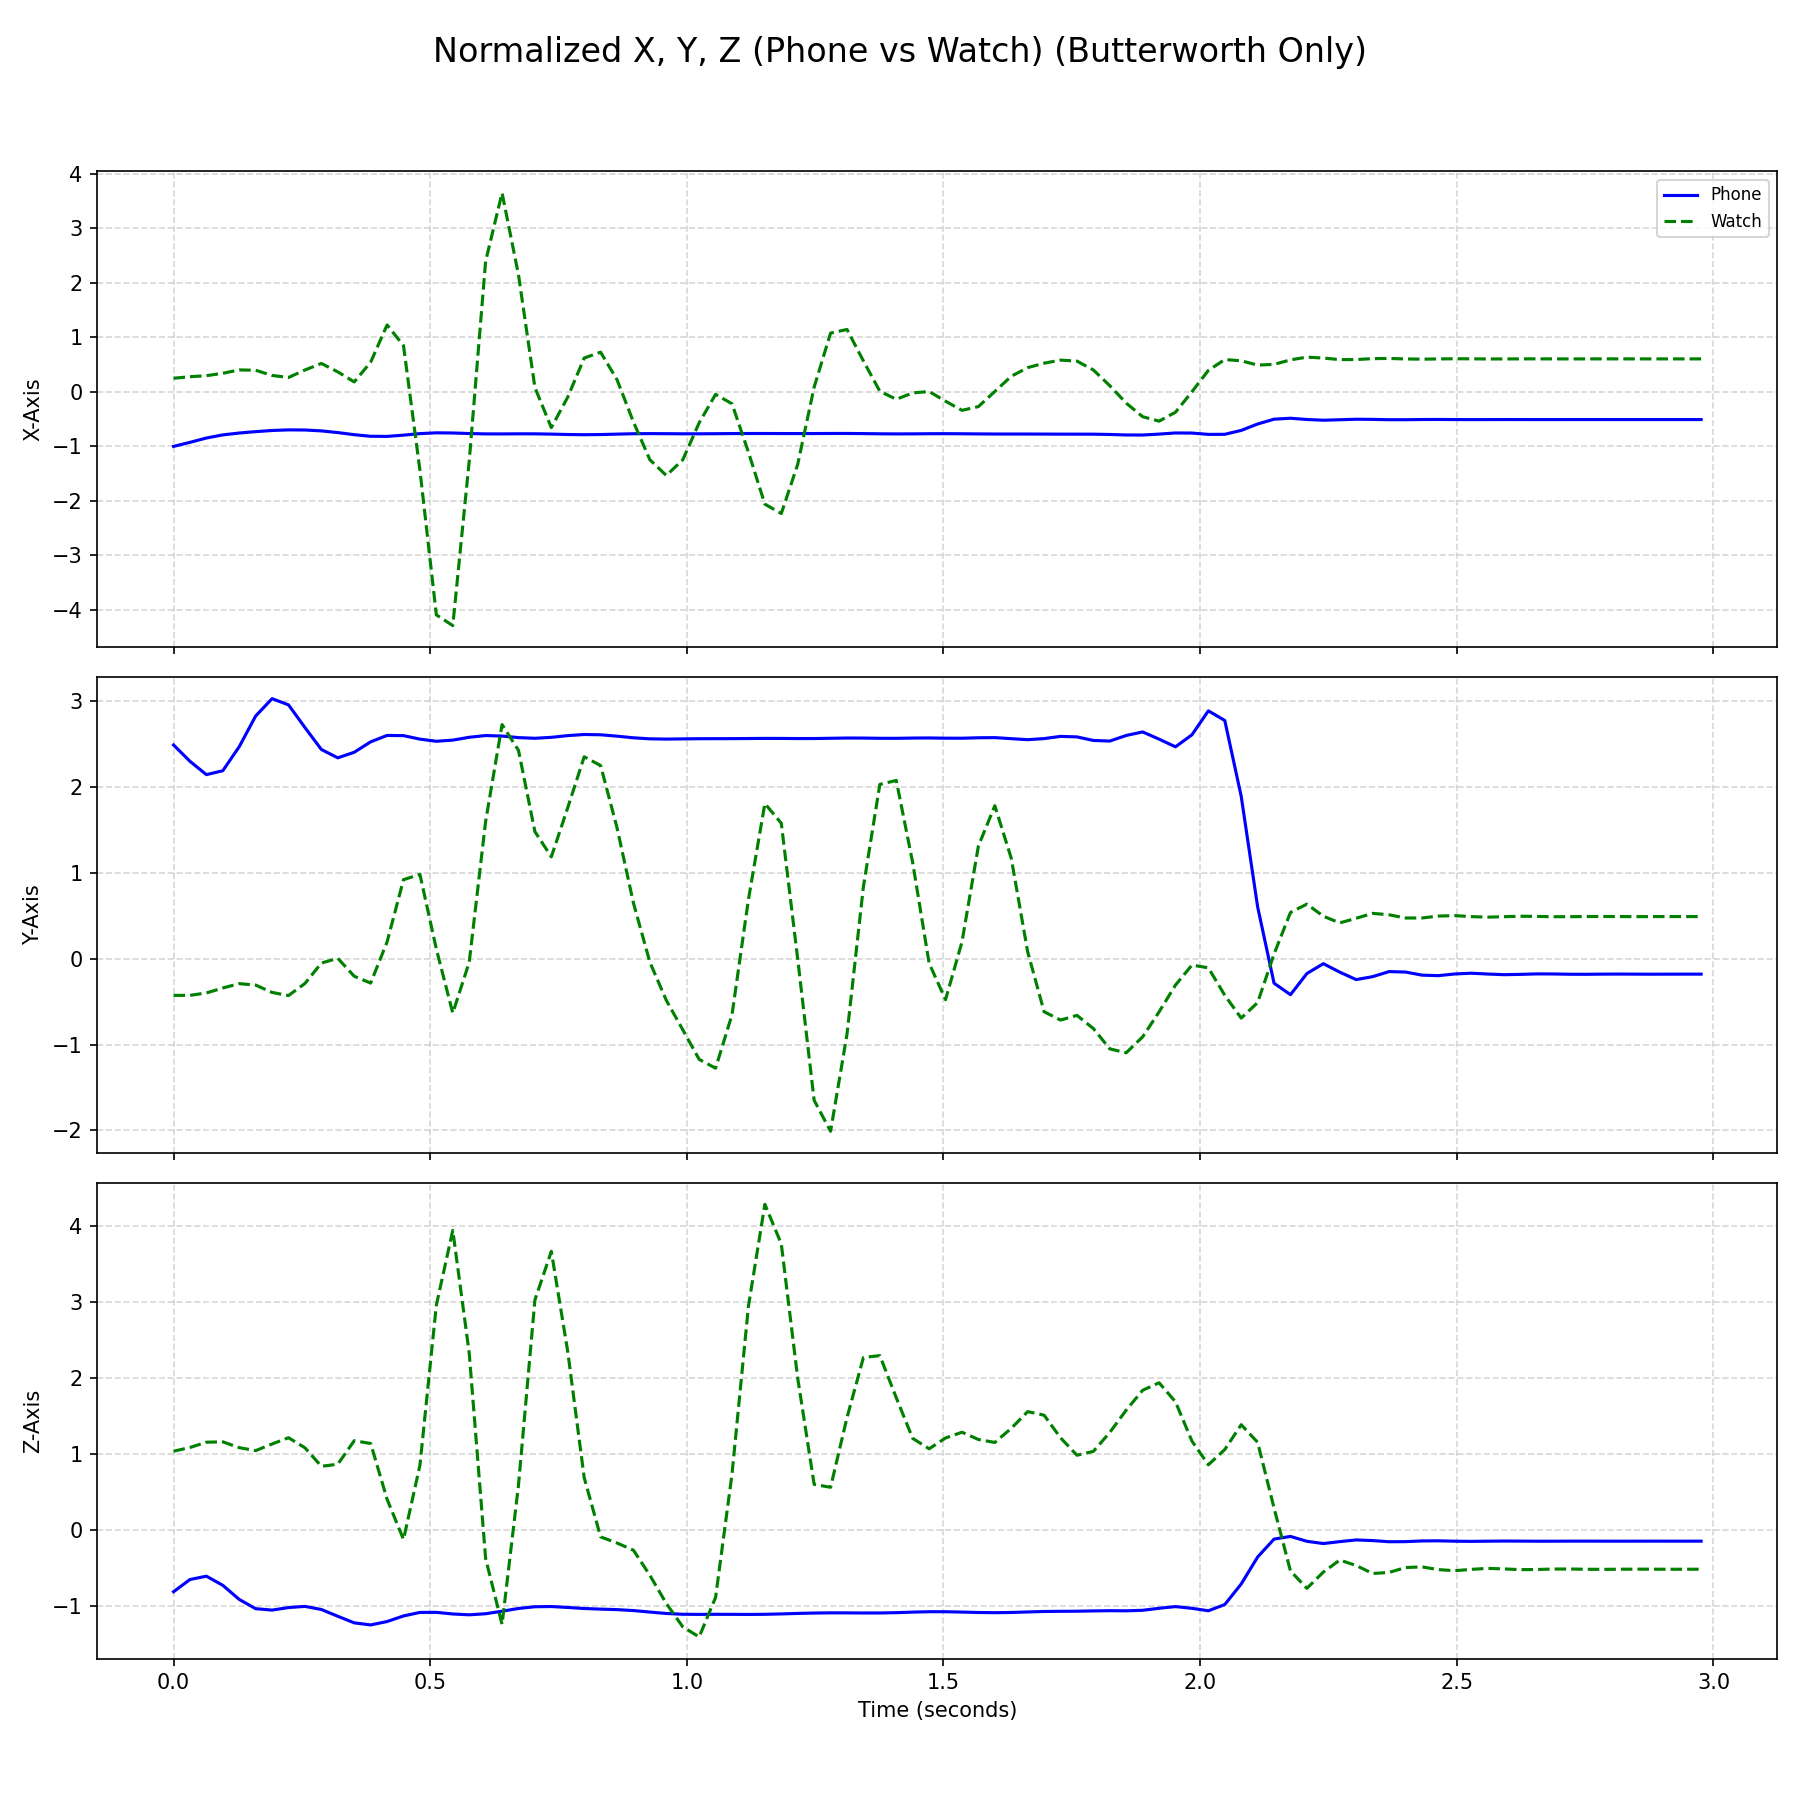 Normalized X, Y, Z (Phone vs Watch) (Butterworth Only)
Phone
Watch
4
3
2
1
0
−1
−2
−3
−4
X-Axis
3
2
1
0
−1
−2
Y-Axis
4
3
2
1
0
−1
Z-Axis
0.0 0.5 1.0 1.5 2.0 2.5 3.0
Time (seconds)